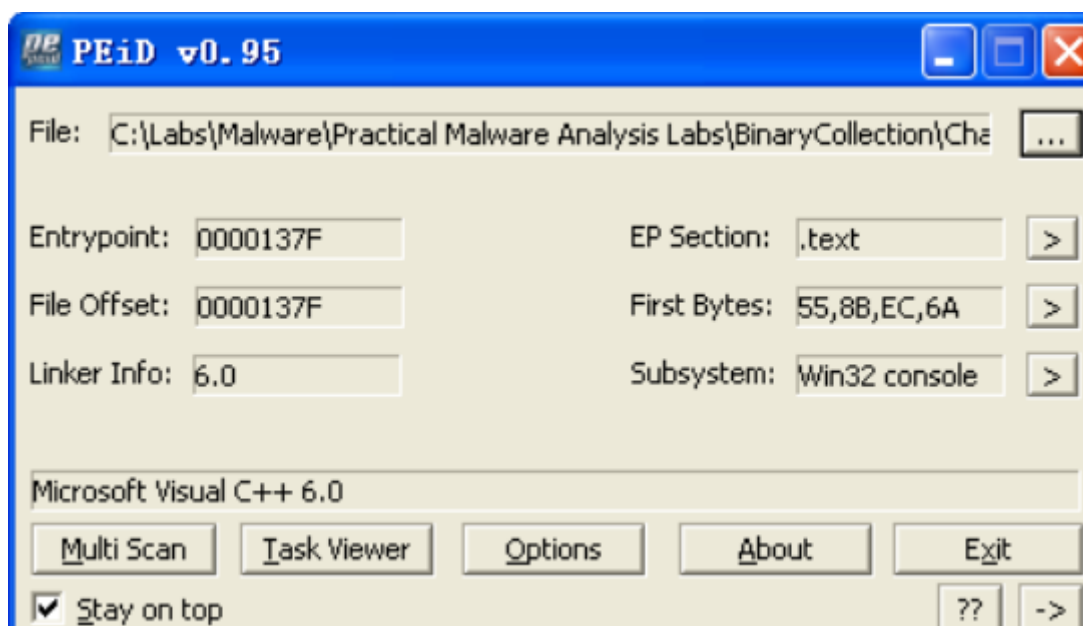 PEiD v0.95
File: C:\Labs\Malware\Practical Malware Analysis Labs\BinaryCollection\Cha ...
Entrypoint: 0000137F EP Section: .text >
File Offset: 0000137F First Bytes: 55,8B,EC,6A >
Linker Info: 6.0 Subsystem: Win32 console >
Microsoft Visual C++ 6.0
Multi Scan Task Viewer Options About Exit
Stay on top ?? ->